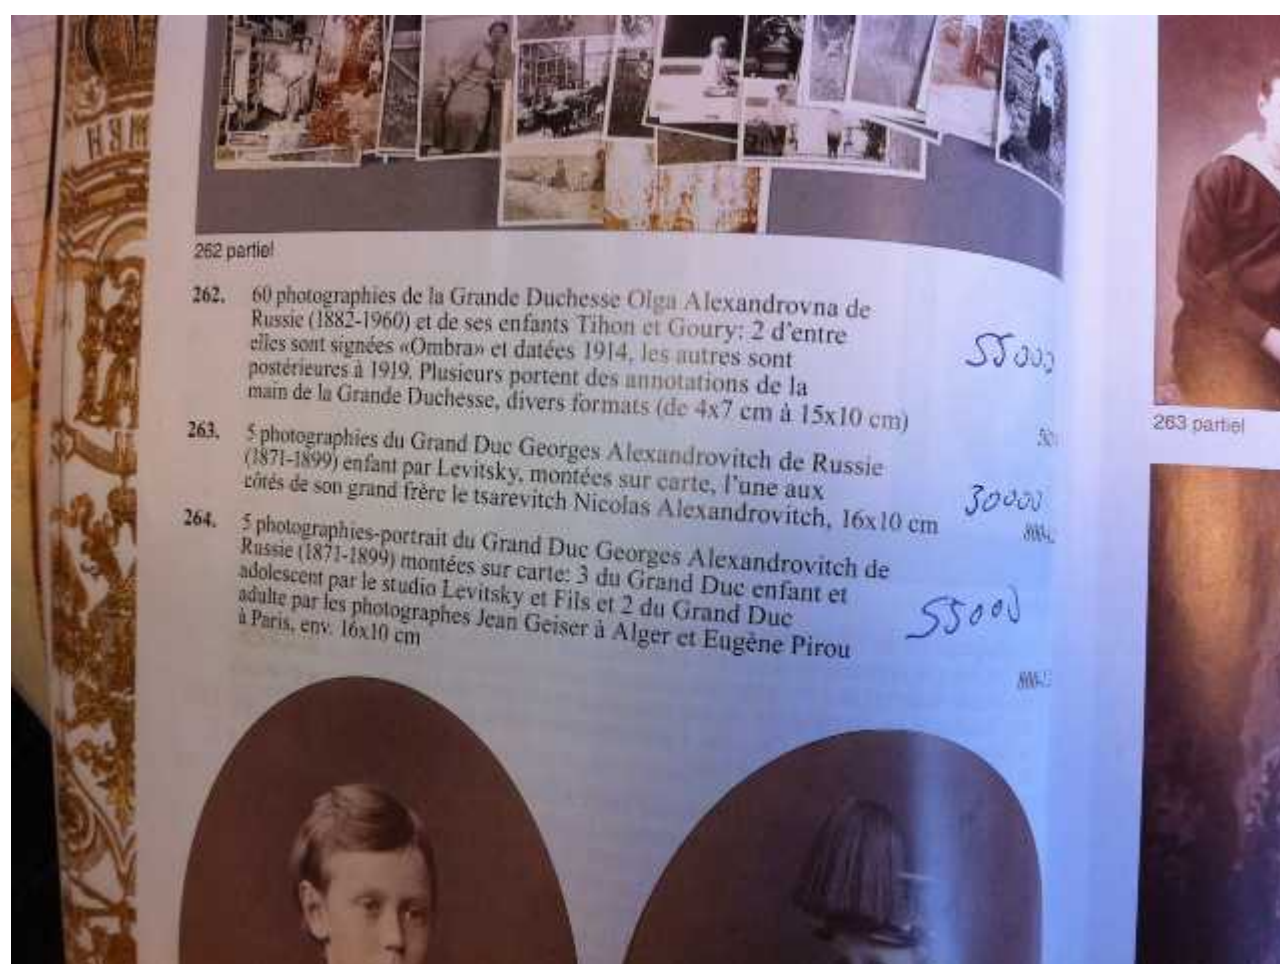 262 partiel
262. 60 photographies de la Grande Duchesse Olga Alexandrovna de
Russie (1882-1960) et de ses enfants Tihon et Goury: 2 d'entre
elles sont signées «Ombra» et datées 1914, les autres sont
postérieures à 1919. Plusieurs portent des annotations de la
main de la Grande Duchesse, divers formats (de 4x7 cm à 15x10 cm)
55000
263. 5 photographies du Grand Duc Georges Alexandrovitch de Russie
(1871-1899) enfant par Levitsky, montées sur carte, l'une aux
côtés de son grand frère le tsarevitch Nicolas Alexandrovitch, 16x10 cm
30000
264. 5 photographies-portrait du Grand Duc Georges Alexandrovitch de
Russie (1871-1899) montées sur carte: 3 du Grand Duc enfant et
adolescent par le studio Levitsky et Fils et 2 du Grand Duc
adulte par les photographes Jean Geiser à Alger et Eugène Pirou
à Paris, env. 16x10 cm
55000
263 partiel